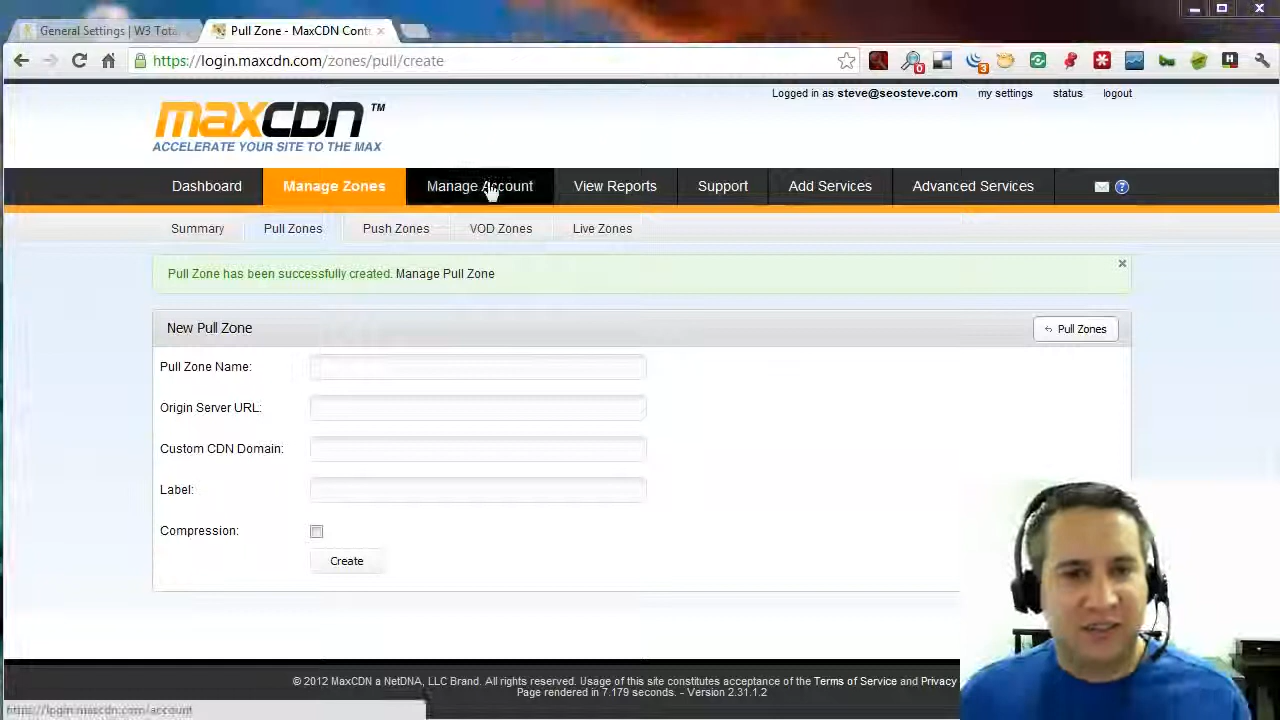 General Settings | W3 Tota
Pull Zone - MaxCDN Cont
https://login.maxcdn.com/zones/pull/create
0
3
Logged in as steve@seosteve.com my settings status logout
maxCDN™
ACCELERATE YOUR SITE TO THE MAX
Dashboard Manage Zones Manage Account View Reports Support Add Services Advanced Services
Summary Pull Zones Push Zones VOD Zones Live Zones
Pull Zone has been successfully created. Manage Pull Zone
New Pull Zone
Pull Zones
Pull Zone Name:
Origin Server URL:
Custom CDN Domain:
Label:
Compression:
Create
© 2012 MaxCDN a NetDNA, LLC Brand. All rights reserved. Usage of this site constitutes acceptance of the Terms of Service and Privacy
Page rendered in 7.179 seconds. - Version 2.31.1.2
https://login.maxcdn.com/account